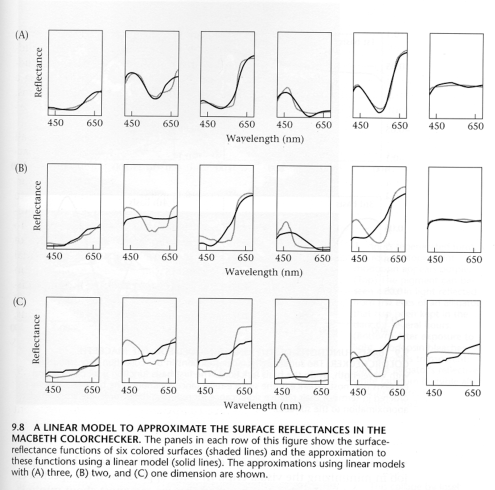 (A)
Reflectance
450 650 450 650 450 650 450 650 450 650 450 650
Wavelength (nm)
(B)
Reflectance
450 650 450 650 450 650 450 650 450 650 450 650
Wavelength (nm)
(C)
Reflectance
450 650 450 650 450 650 450 650 450 650 450 650
Wavelength (nm)
9.8 A LINEAR MODEL TO APPROXIMATE THE SURFACE REFLECTANCES IN THE
MACBETH COLORCHECKER. The panels in each row of this figure show the surface-
reflectance functions of six colored surfaces (shaded lines) and the approximation to
these functions using a linear model (solid lines). The approximations using linear models
with (A) three, (B) two, and (C) one dimension are shown.